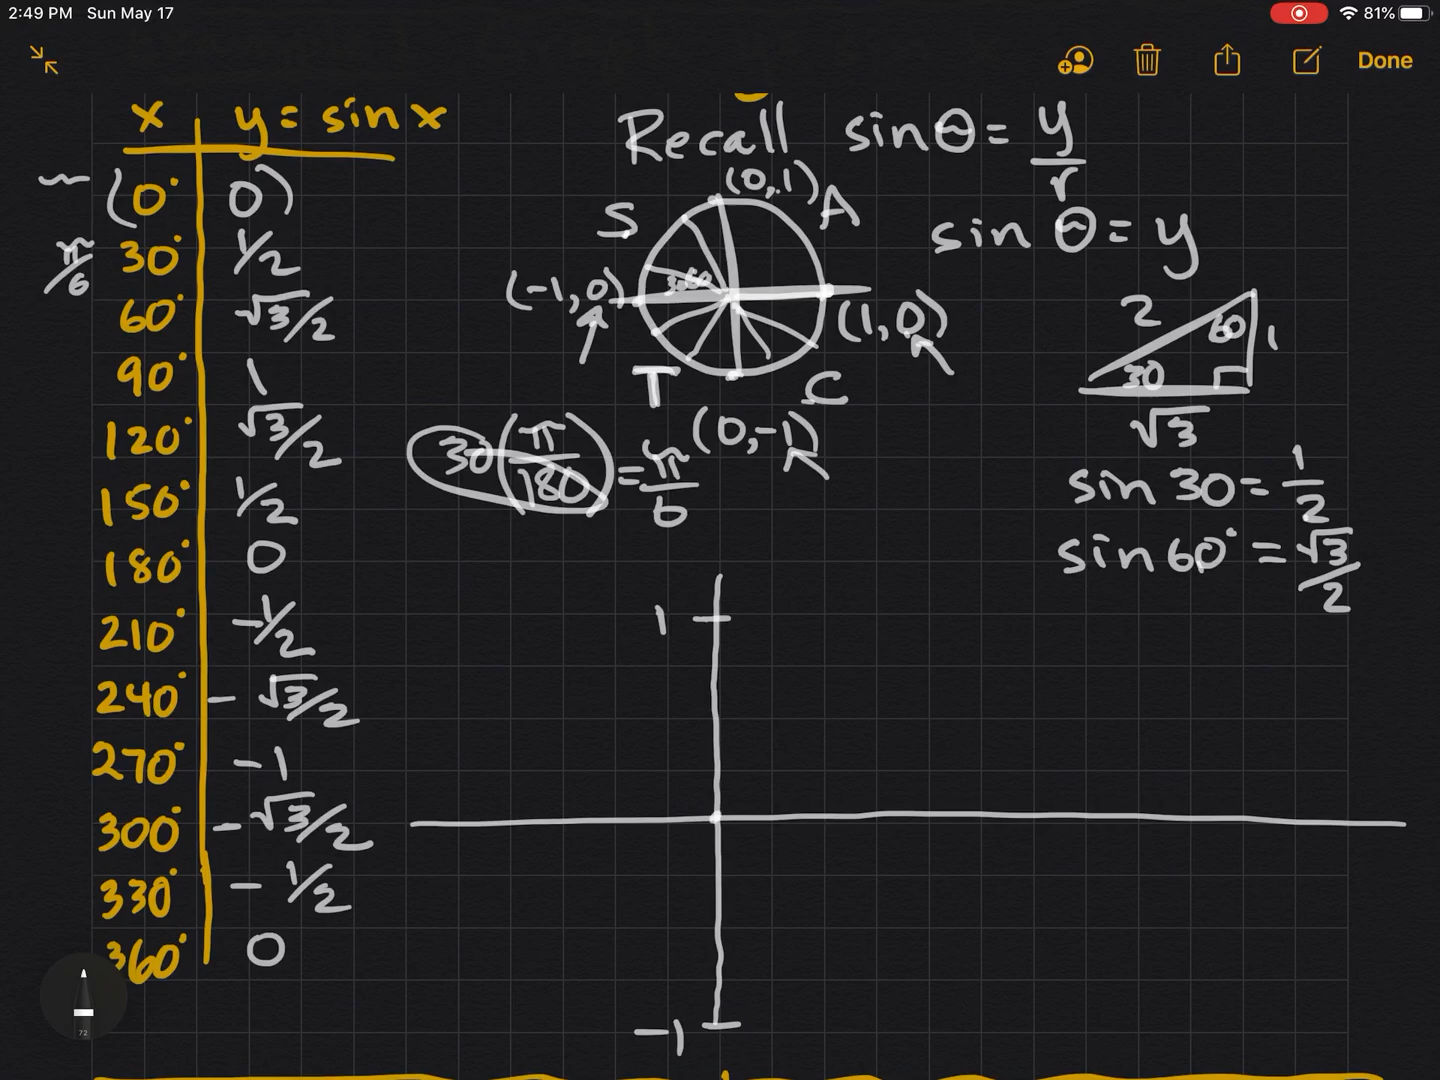 2:49 PM Sun May 17
81%
Done
x y = sin x
(0° 0)
π/6 30° 1/2
60° √3/2
90° 1
120° √3/2
150° 1/2
180° 0
210° -1/2
240° - √3/2
270° -1
300° - √3/2
330° - 1/2
360° 0
Recall sinθ = y/r
sin θ = y
(0,1)
S A
(-1,0) (1,0)
T C
(0,-1)
30(π/180) = π/6
2 60 1
30
√3
sin 30 = 1/2
sin 60° = √3/2
1
-1
72